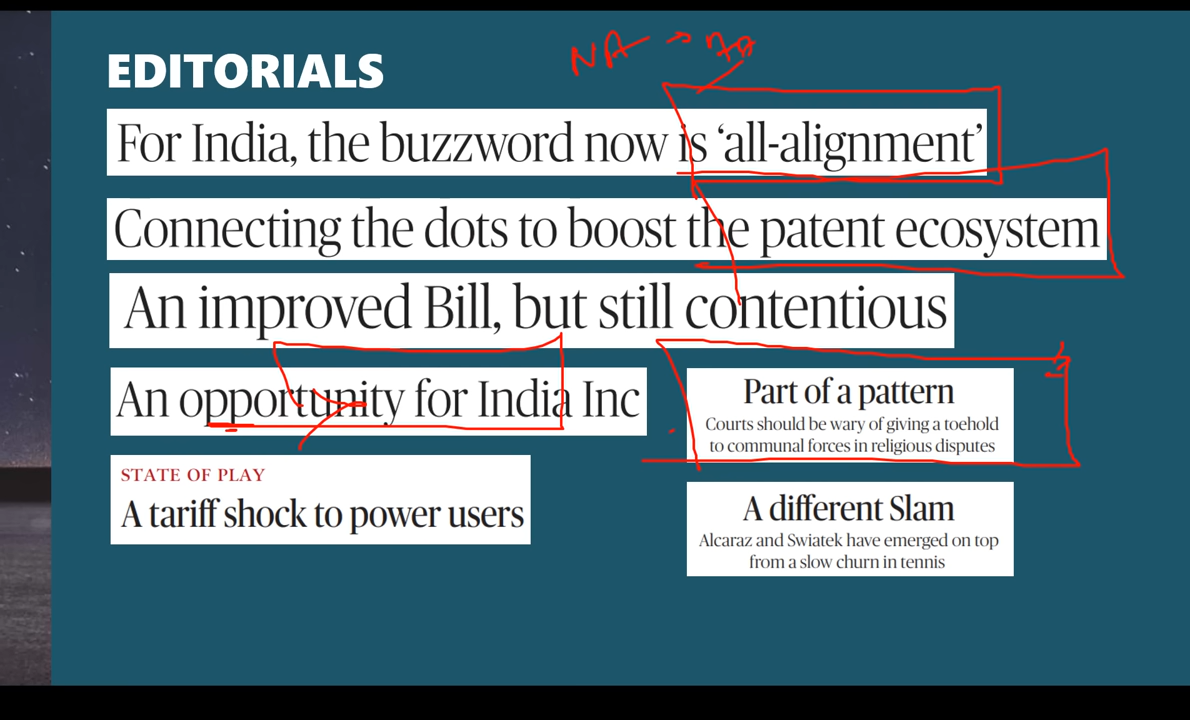 NA → AA
EDITORIALS
For India, the buzzword now is ‘all-alignment’
Connecting the dots to boost the patent ecosystem
An improved Bill, but still contentious
An opportunity for India Inc
Part of a pattern
Courts should be wary of giving a toehold
to communal forces in religious disputes
STATE OF PLAY
A tariff shock to power users
A different Slam
Alcaraz and Swiatek have emerged on top
from a slow churn in tennis